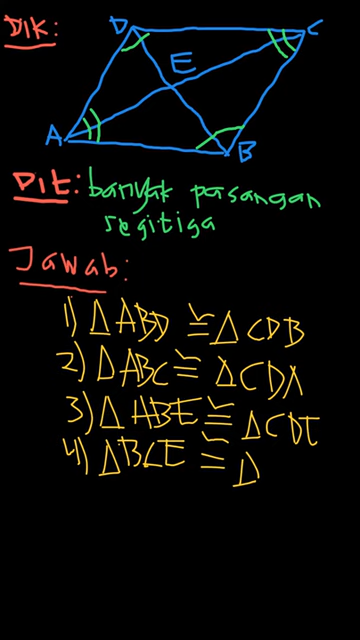 DIK:
D
C
E
A
B
DIt: banyak pasangan
segitiga
Jawab:
1) Δ ABD ≅ Δ CDB
2) Δ ABC ≅ Δ CDA
3) Δ ABE ≅ Δ CDE
4) Δ BCE ≅ Δ